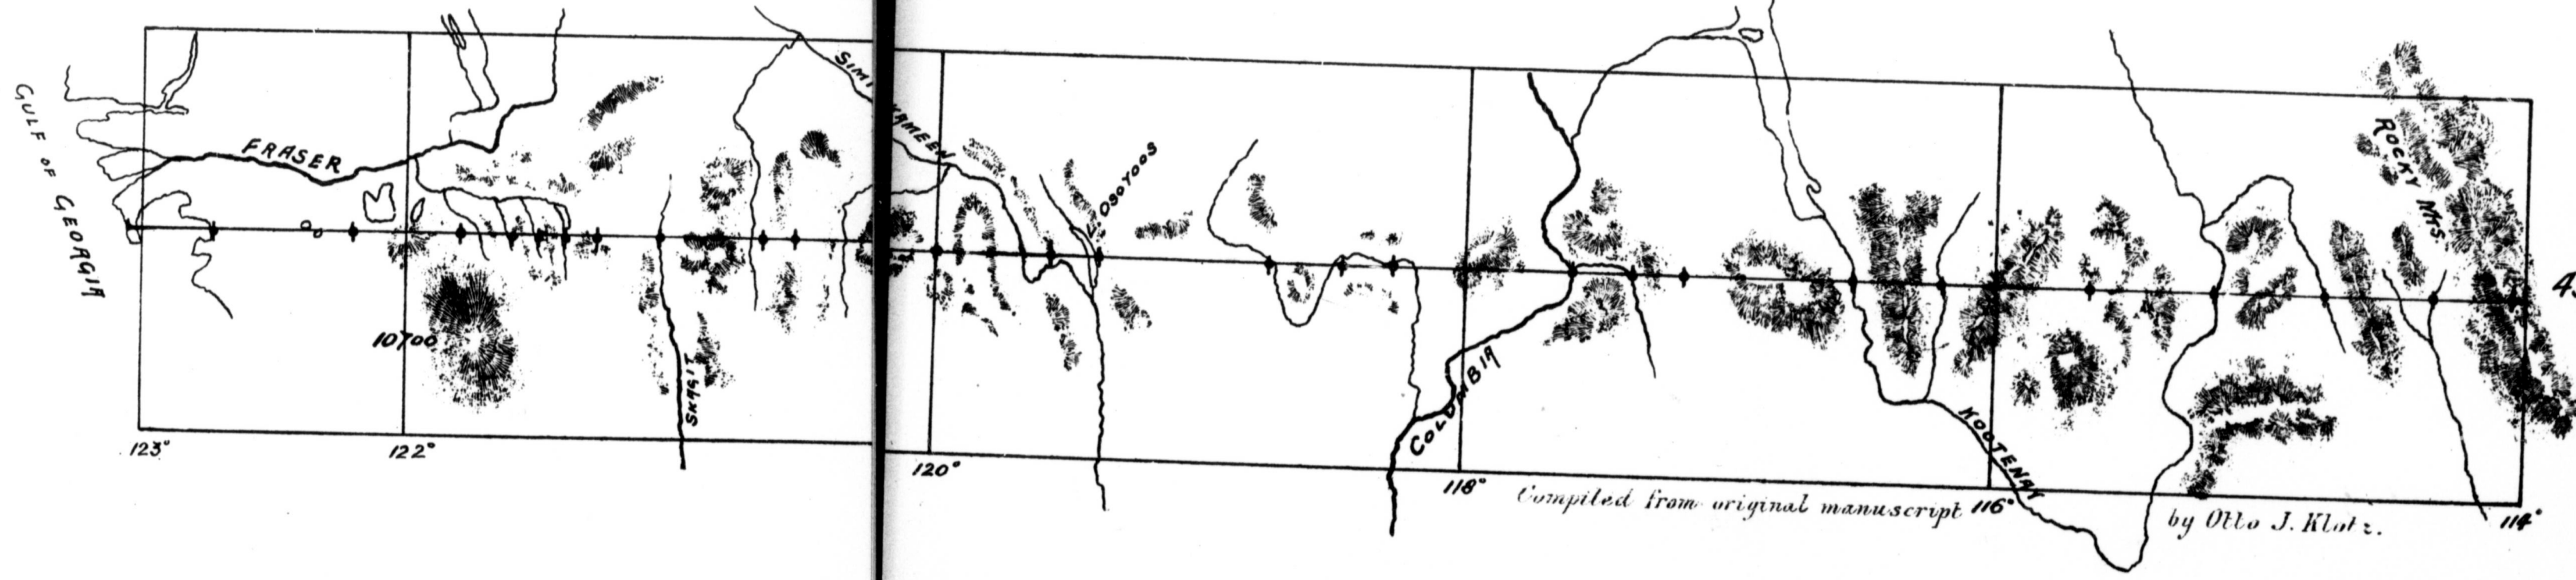 GULF OF GEORGIA
FRASER
10700
SKAGIT
SIMILKAMEEN
L. OSOYOOS
COLUMBIA
KOOTENAY
ROCKY MTS.
123°
122°
120°
118°
116°
114°
Compiled from original manuscript
by Otto J. Klotz.